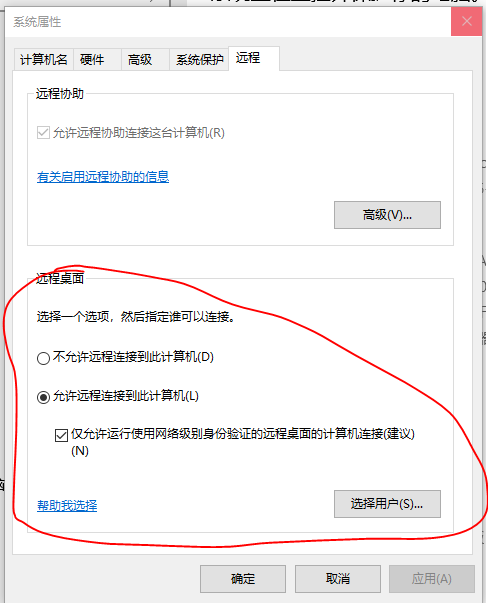 系统属性
计算机名 硬件 高级 系统保护 远程
远程协助
允许远程协助连接这台计算机(R)
有关启用远程协助的信息
高级(V)...
远程桌面
选择一个选项，然后指定谁可以连接。
不允许远程连接到此计算机(D)
允许远程连接到此计算机(L)
仅允许运行使用网络级别身份验证的远程桌面的计算机连接(建议)
(N)
帮助我选择 选择用户(S)...
确定 取消 应用(A)